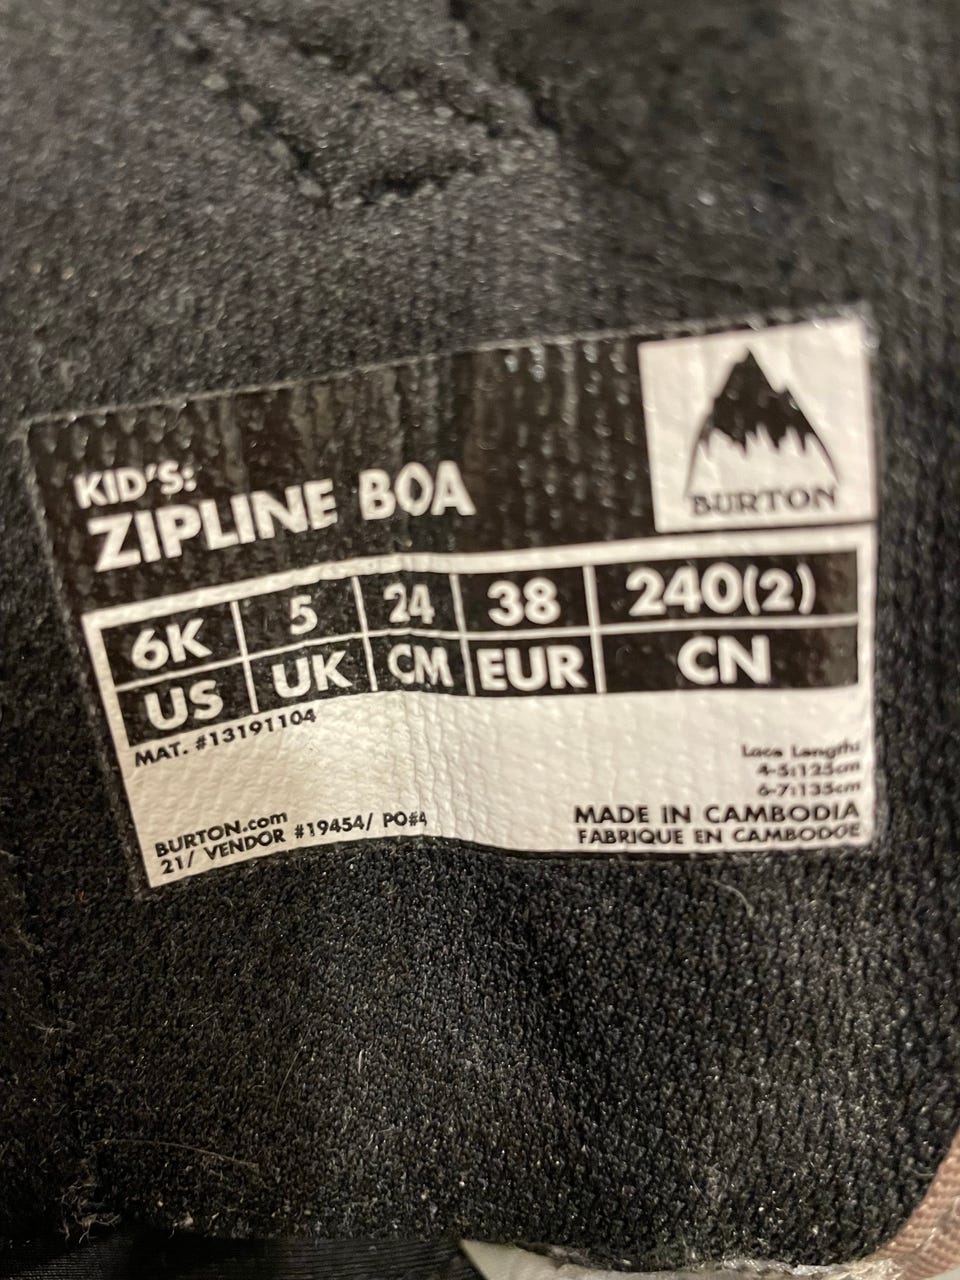 KID'S:
ZIPLINE BOA
BURTON
6K 5 24 38 240(2)
US UK CM EUR CN
MAT. #13191104
Lace Length:
4-5:125cm
6-7:135cm
BURTON.com
21/ VENDOR #19454/ PO#4
MADE IN CAMBODIA
FABRIQUE EN CAMBODGE